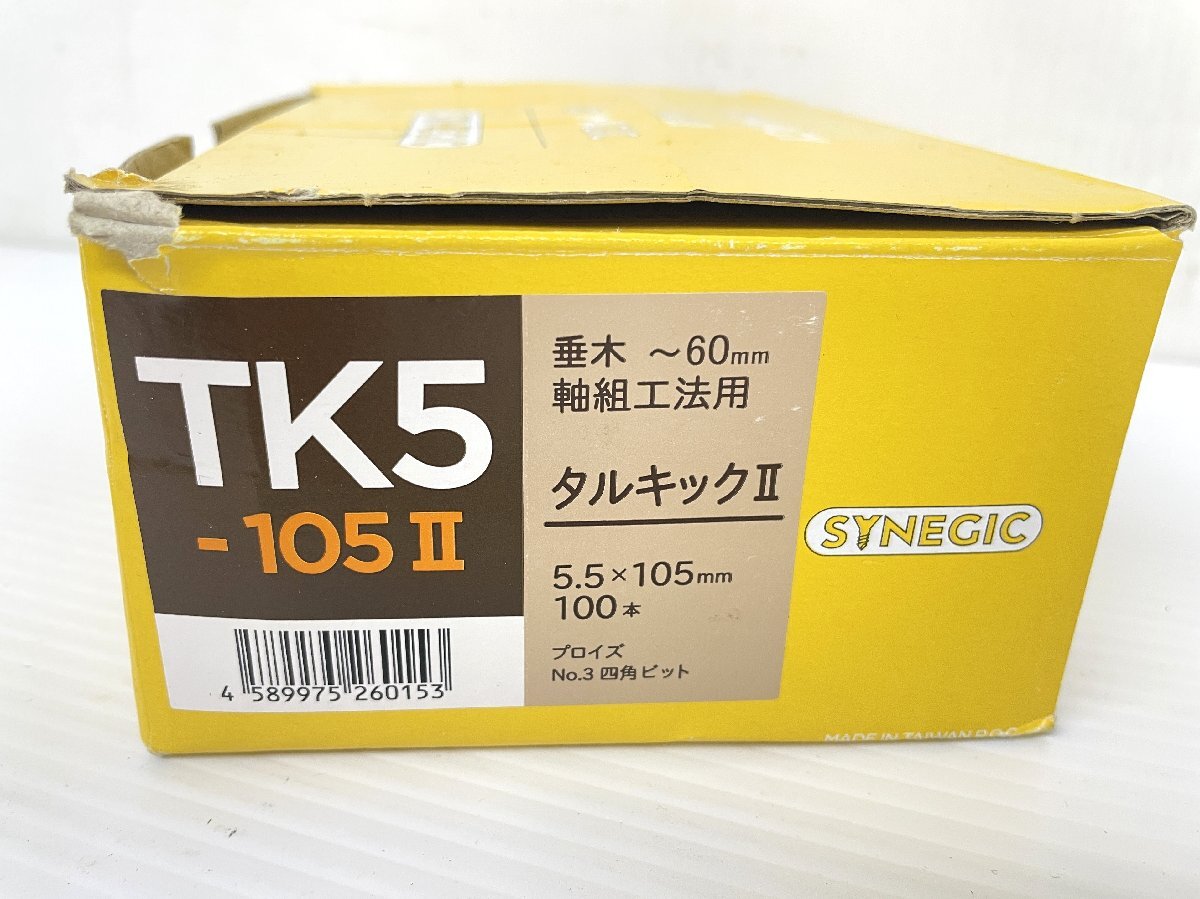 TK5
- 105 II
垂木 ～60mm
軸組工法用
タルキックⅡ
5.5×105mm
100本
プロイズ
No.3 四角ビット
4 589975 260153
SYNEGIC
MADE IN TAIWAN R.O.C